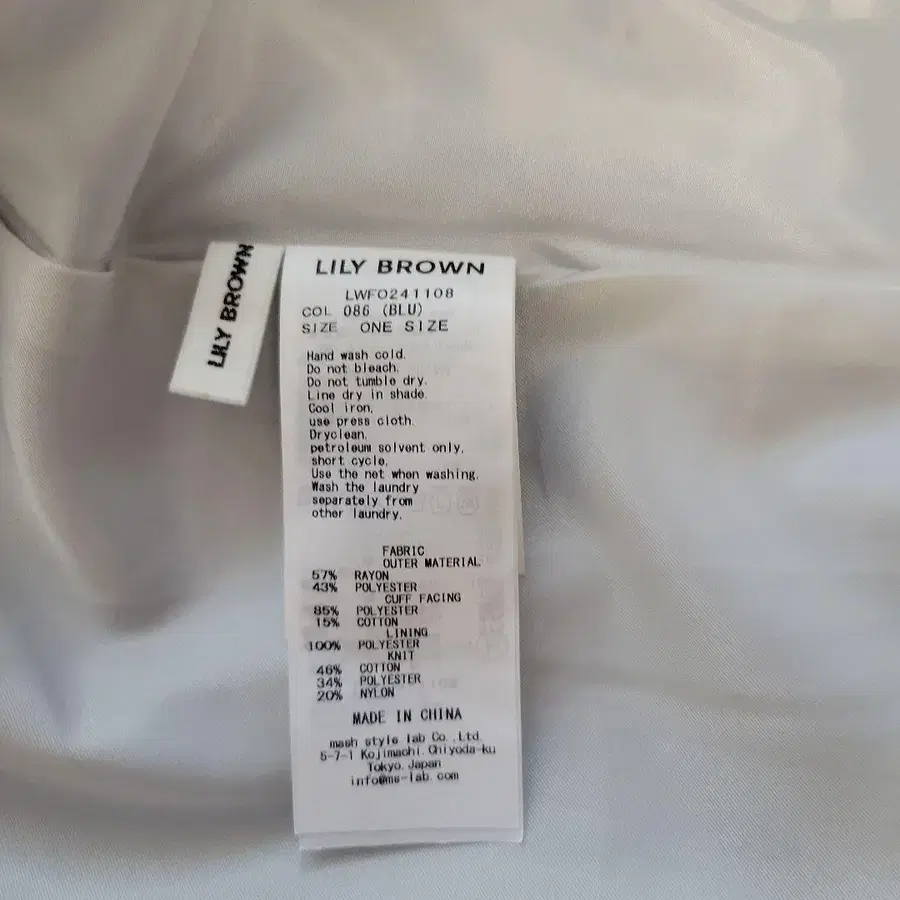 LILY BROWN
LILY BROWN
LWFO241108
COL 086 (BLU)
SIZE ONE SIZE
Hand wash cold.
Do not bleach.
Do not tumble dry.
Line dry in shade.
Cool iron,
use press cloth.
Dryclean,
petroleum solvent only,
short cycle.
Use the net when washing.
Wash the laundry
separately from
other laundry.
FABRIC
OUTER MATERIAL
57% RAYON
43% POLYESTER
CUFF FACING
85% POLYESTER
15% COTTON
LINING
100% POLYESTER
KNIT
46% COTTON
34% POLYESTER
20% NYLON
MADE IN CHINA
mash style lab Co.,Ltd.
5-7-1 Kojimachi.Chiyoda-ku
Tokyo.Japan
info@ms-lab.com